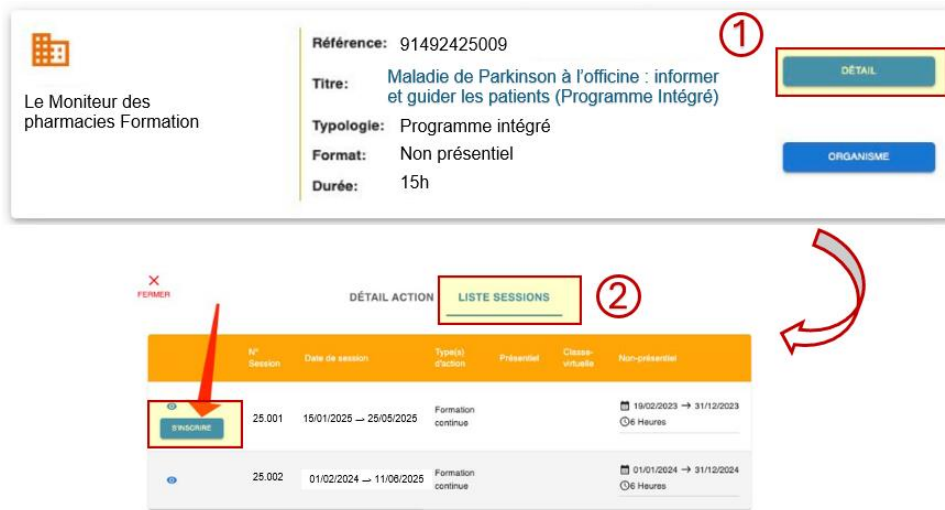 ①
Référence: 91492425009
DÉTAIL
Titre: Maladie de Parkinson à l'officine : informer
et guider les patients (Programme Intégré)
Le Moniteur des
pharmacies Formation
Typologie: Programme intégré
Format: Non présentiel
ORGANISME
Durée: 15h
FERMER
DÉTAIL ACTION LISTE SESSIONS ②
N° Session Date de session Type(s) d'action Présentiel Classe-virtuelle Non-présentiel
S'INSCRIRE
25.001 15/01/2025 → 25/05/2025 Formation continue 19/02/2023 → 31/12/2023
6 Heures
25.002 01/02/2024 → 11/06/2025 Formation continue 01/01/2024 → 31/12/2024
6 Heures